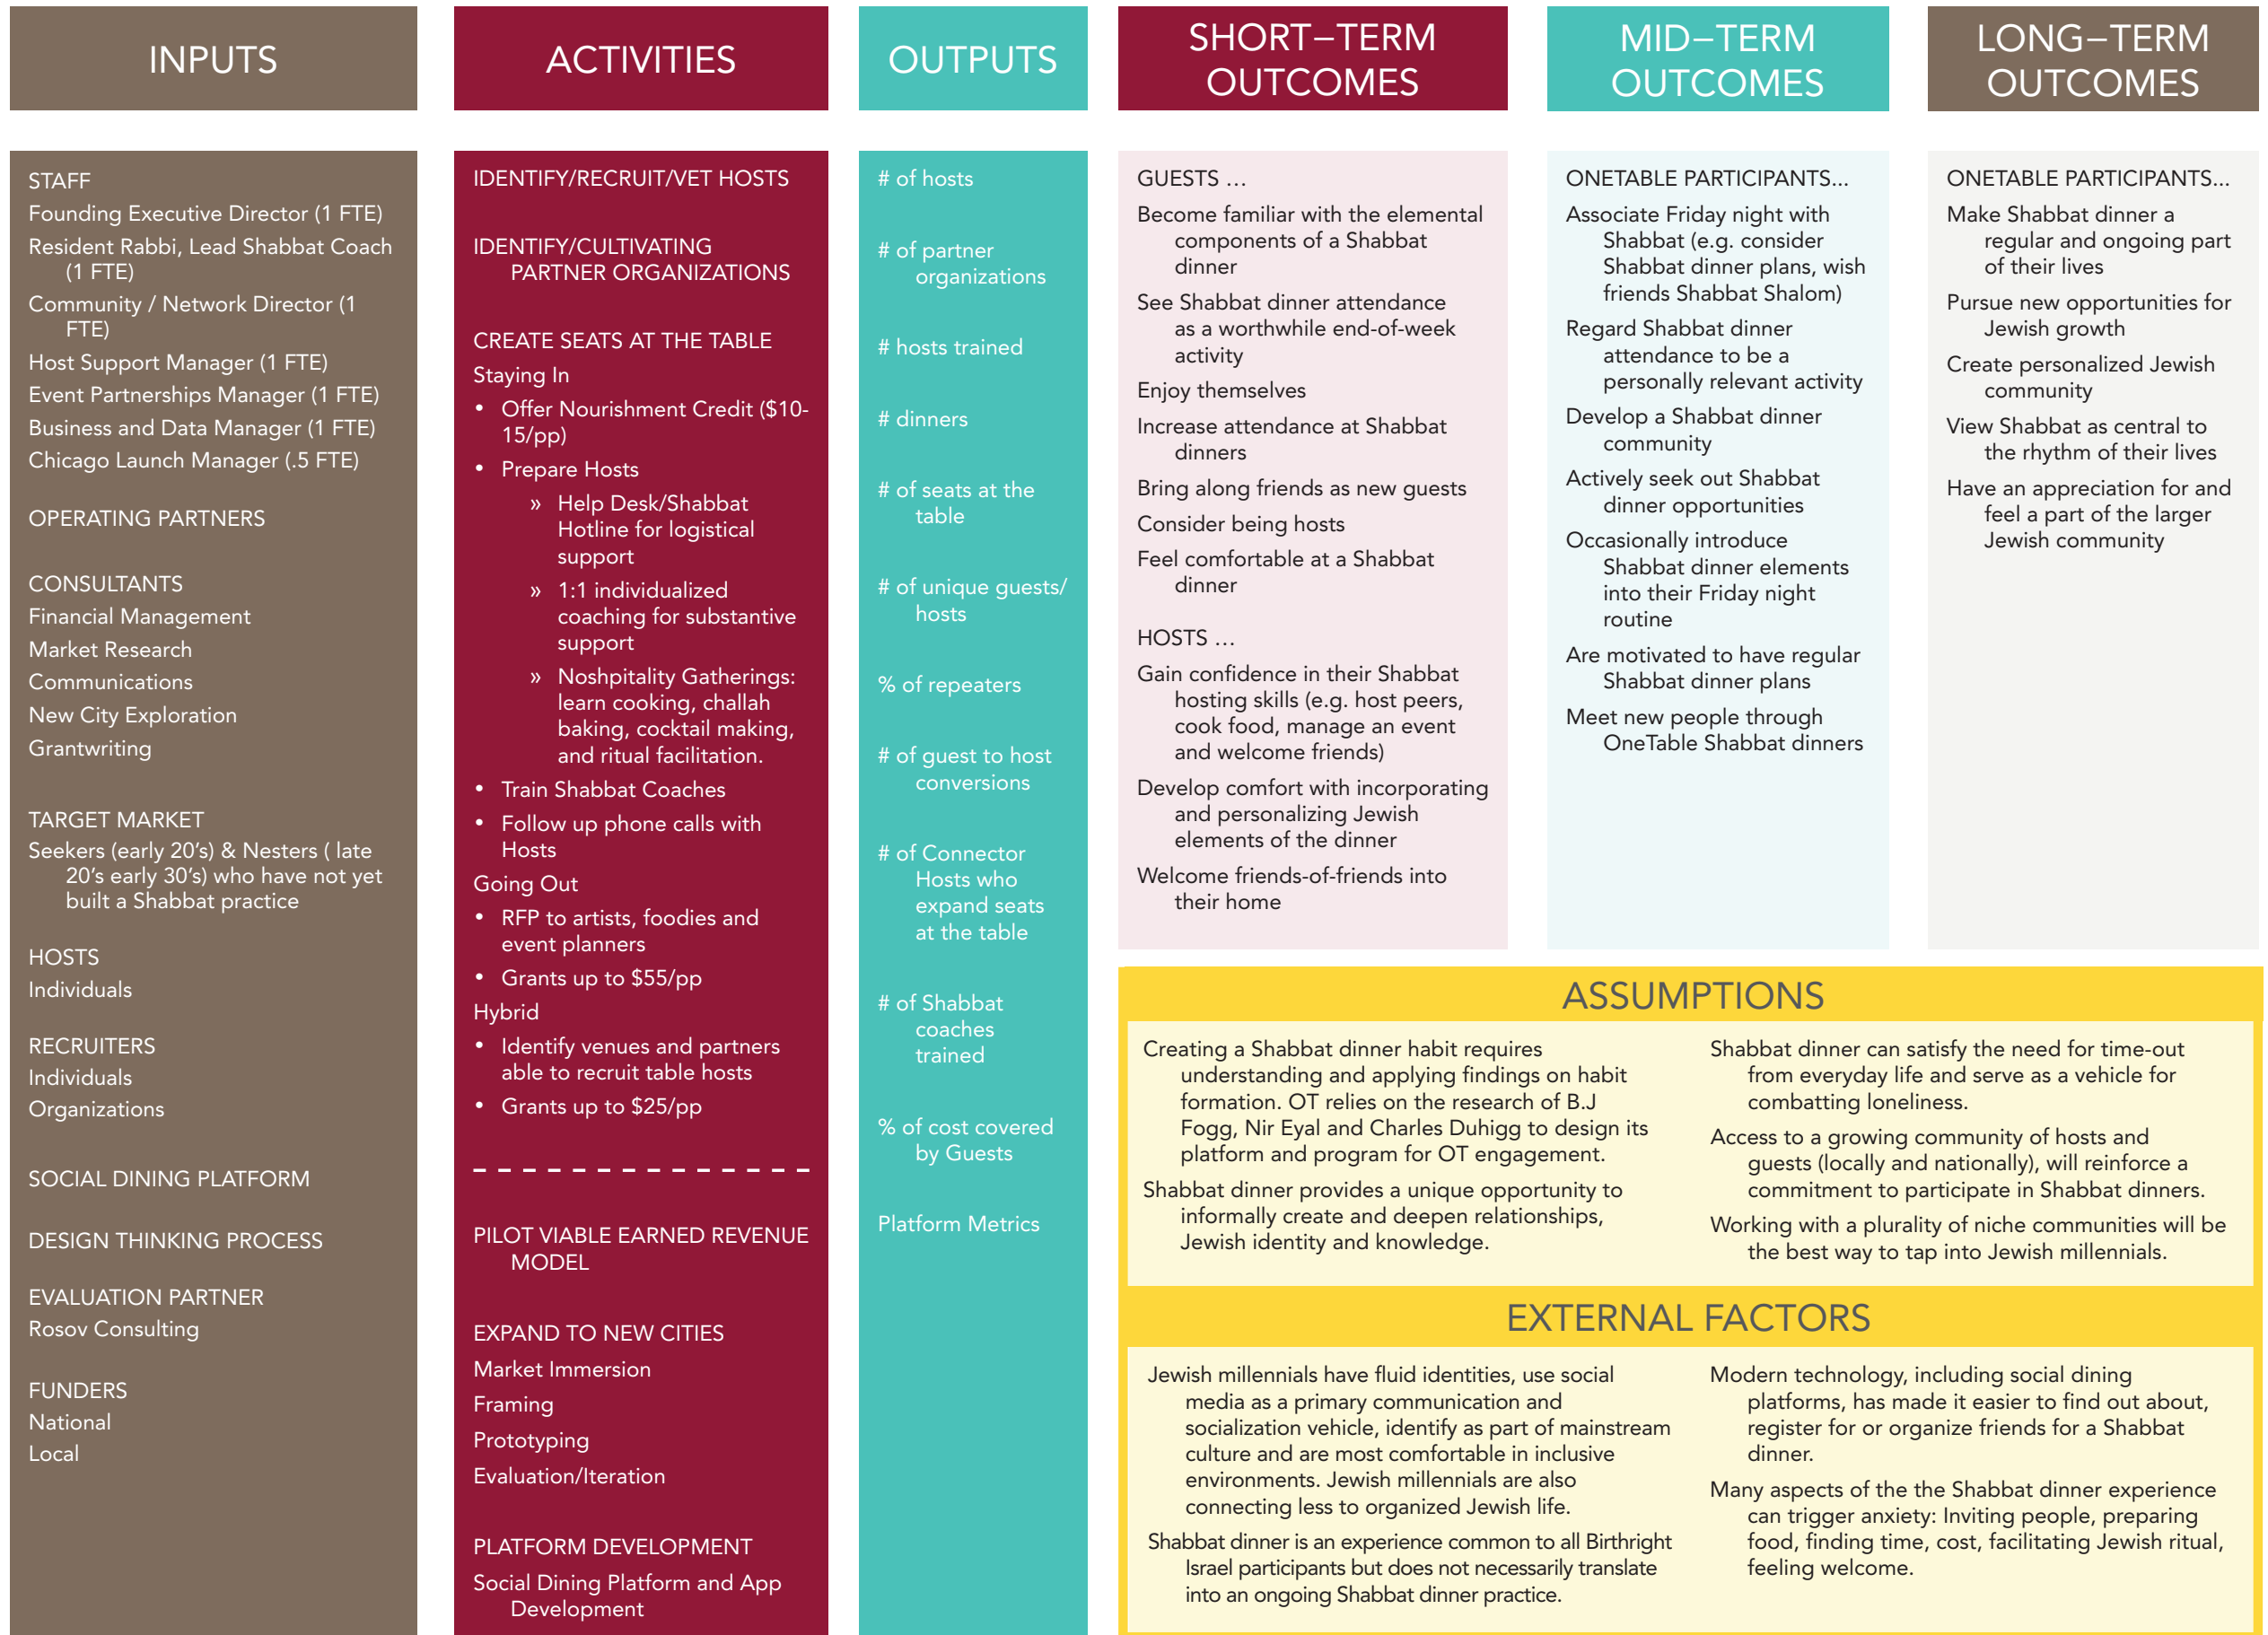 INPUTS
STAFF
Founding Executive Director (1 FTE)
Resident Rabbi, Lead Shabbat Coach
(1 FTE)
Community / Network Director (1
FTE)
Host Support Manager (1 FTE)
Event Partnerships Manager (1 FTE)
Business and Data Manager (1 FTE)
Chicago Launch Manager (.5 FTE)
OPERATING PARTNERS
CONSULTANTS
Financial Management
Market Research
Communications
New City Exploration
Grantwriting
TARGET MARKET
Seekers (early 20's) & Nesters ( late
20's early 30's) who have not yet
built a Shabbat practice
HOSTS
Individuals
RECRUITERS
Individuals
Organizations
SOCIAL DINING PLATFORM
DESIGN THINKING PROCESS
EVALUATION PARTNER
Rosov Consulting
FUNDERS
National
Local
ACTIVITIES
IDENTIFY/RECRUIT/VET HOSTS
IDENTIFY/CULTIVATING
PARTNER ORGANIZATIONS
CREATE SEATS AT THE TABLE
Staying In
• Offer Nourishment Credit ($10-
15/pp)
• Prepare Hosts
» Help Desk/Shabbat
Hotline for logistical
support
» 1:1 individualized
coaching for substantive
support
» Noshpitality Gatherings:
learn cooking, challah
baking, cocktail making,
and ritual facilitation.
• Train Shabbat Coaches
• Follow up phone calls with
Hosts
Going Out
• RFP to artists, foodies and
event planners
• Grants up to $55/pp
Hybrid
• Identify venues and partners
able to recruit table hosts
• Grants up to $25/pp
PILOT VIABLE EARNED REVENUE
MODEL
EXPAND TO NEW CITIES
Market Immersion
Framing
Prototyping
Evaluation/Iteration
PLATFORM DEVELOPMENT
Social Dining Platform and App
Development
OUTPUTS
# of hosts
# of partner
organizations
# hosts trained
# dinners
# of seats at the
table
# of unique guests/
hosts
% of repeaters
# of guest to host
conversions
# of Connector
Hosts who
expand seats
at the table
# of Shabbat
coaches
trained
% of cost covered
by Guests
Platform Metrics
SHORT–TERM
OUTCOMES
GUESTS …
Become familiar with the elemental
components of a Shabbat
dinner
See Shabbat dinner attendance
as a worthwhile end-of-week
activity
Enjoy themselves
Increase attendance at Shabbat
dinners
Bring along friends as new guests
Consider being hosts
Feel comfortable at a Shabbat
dinner
HOSTS …
Gain confidence in their Shabbat
hosting skills (e.g. host peers,
cook food, manage an event
and welcome friends)
Develop comfort with incorporating
and personalizing Jewish
elements of the dinner
Welcome friends-of-friends into
their home
MID–TERM
OUTCOMES
ONETABLE PARTICIPANTS...
Associate Friday night with
Shabbat (e.g. consider
Shabbat dinner plans, wish
friends Shabbat Shalom)
Regard Shabbat dinner
attendance to be a
personally relevant activity
Develop a Shabbat dinner
community
Actively seek out Shabbat
dinner opportunities
Occasionally introduce
Shabbat dinner elements
into their Friday night
routine
Are motivated to have regular
Shabbat dinner plans
Meet new people through
OneTable Shabbat dinners
LONG–TERM
OUTCOMES
ONETABLE PARTICIPANTS...
Make Shabbat dinner a
regular and ongoing part
of their lives
Pursue new opportunities for
Jewish growth
Create personalized Jewish
community
View Shabbat as central to
the rhythm of their lives
Have an appreciation for and
feel a part of the larger
Jewish community
ASSUMPTIONS
Creating a Shabbat dinner habit requires
understanding and applying findings on habit
formation. OT relies on the research of B.J
Fogg, Nir Eyal and Charles Duhigg to design its
platform and program for OT engagement.
Shabbat dinner provides a unique opportunity to
informally create and deepen relationships,
Jewish identity and knowledge.
Shabbat dinner can satisfy the need for time-out
from everyday life and serve as a vehicle for
combatting loneliness.
Access to a growing community of hosts and
guests (locally and nationally), will reinforce a
commitment to participate in Shabbat dinners.
Working with a plurality of niche communities will be
the best way to tap into Jewish millennials.
EXTERNAL FACTORS
Jewish millennials have fluid identities, use social
media as a primary communication and
socialization vehicle, identify as part of mainstream
culture and are most comfortable in inclusive
environments. Jewish millennials are also
connecting less to organized Jewish life.
Shabbat dinner is an experience common to all Birthright
Israel participants but does not necessarily translate
into an ongoing Shabbat dinner practice.
Modern technology, including social dining
platforms, has made it easier to find out about,
register for or organize friends for a Shabbat
dinner.
Many aspects of the the Shabbat dinner experience
can trigger anxiety: Inviting people, preparing
food, finding time, cost, facilitating Jewish ritual,
feeling welcome.